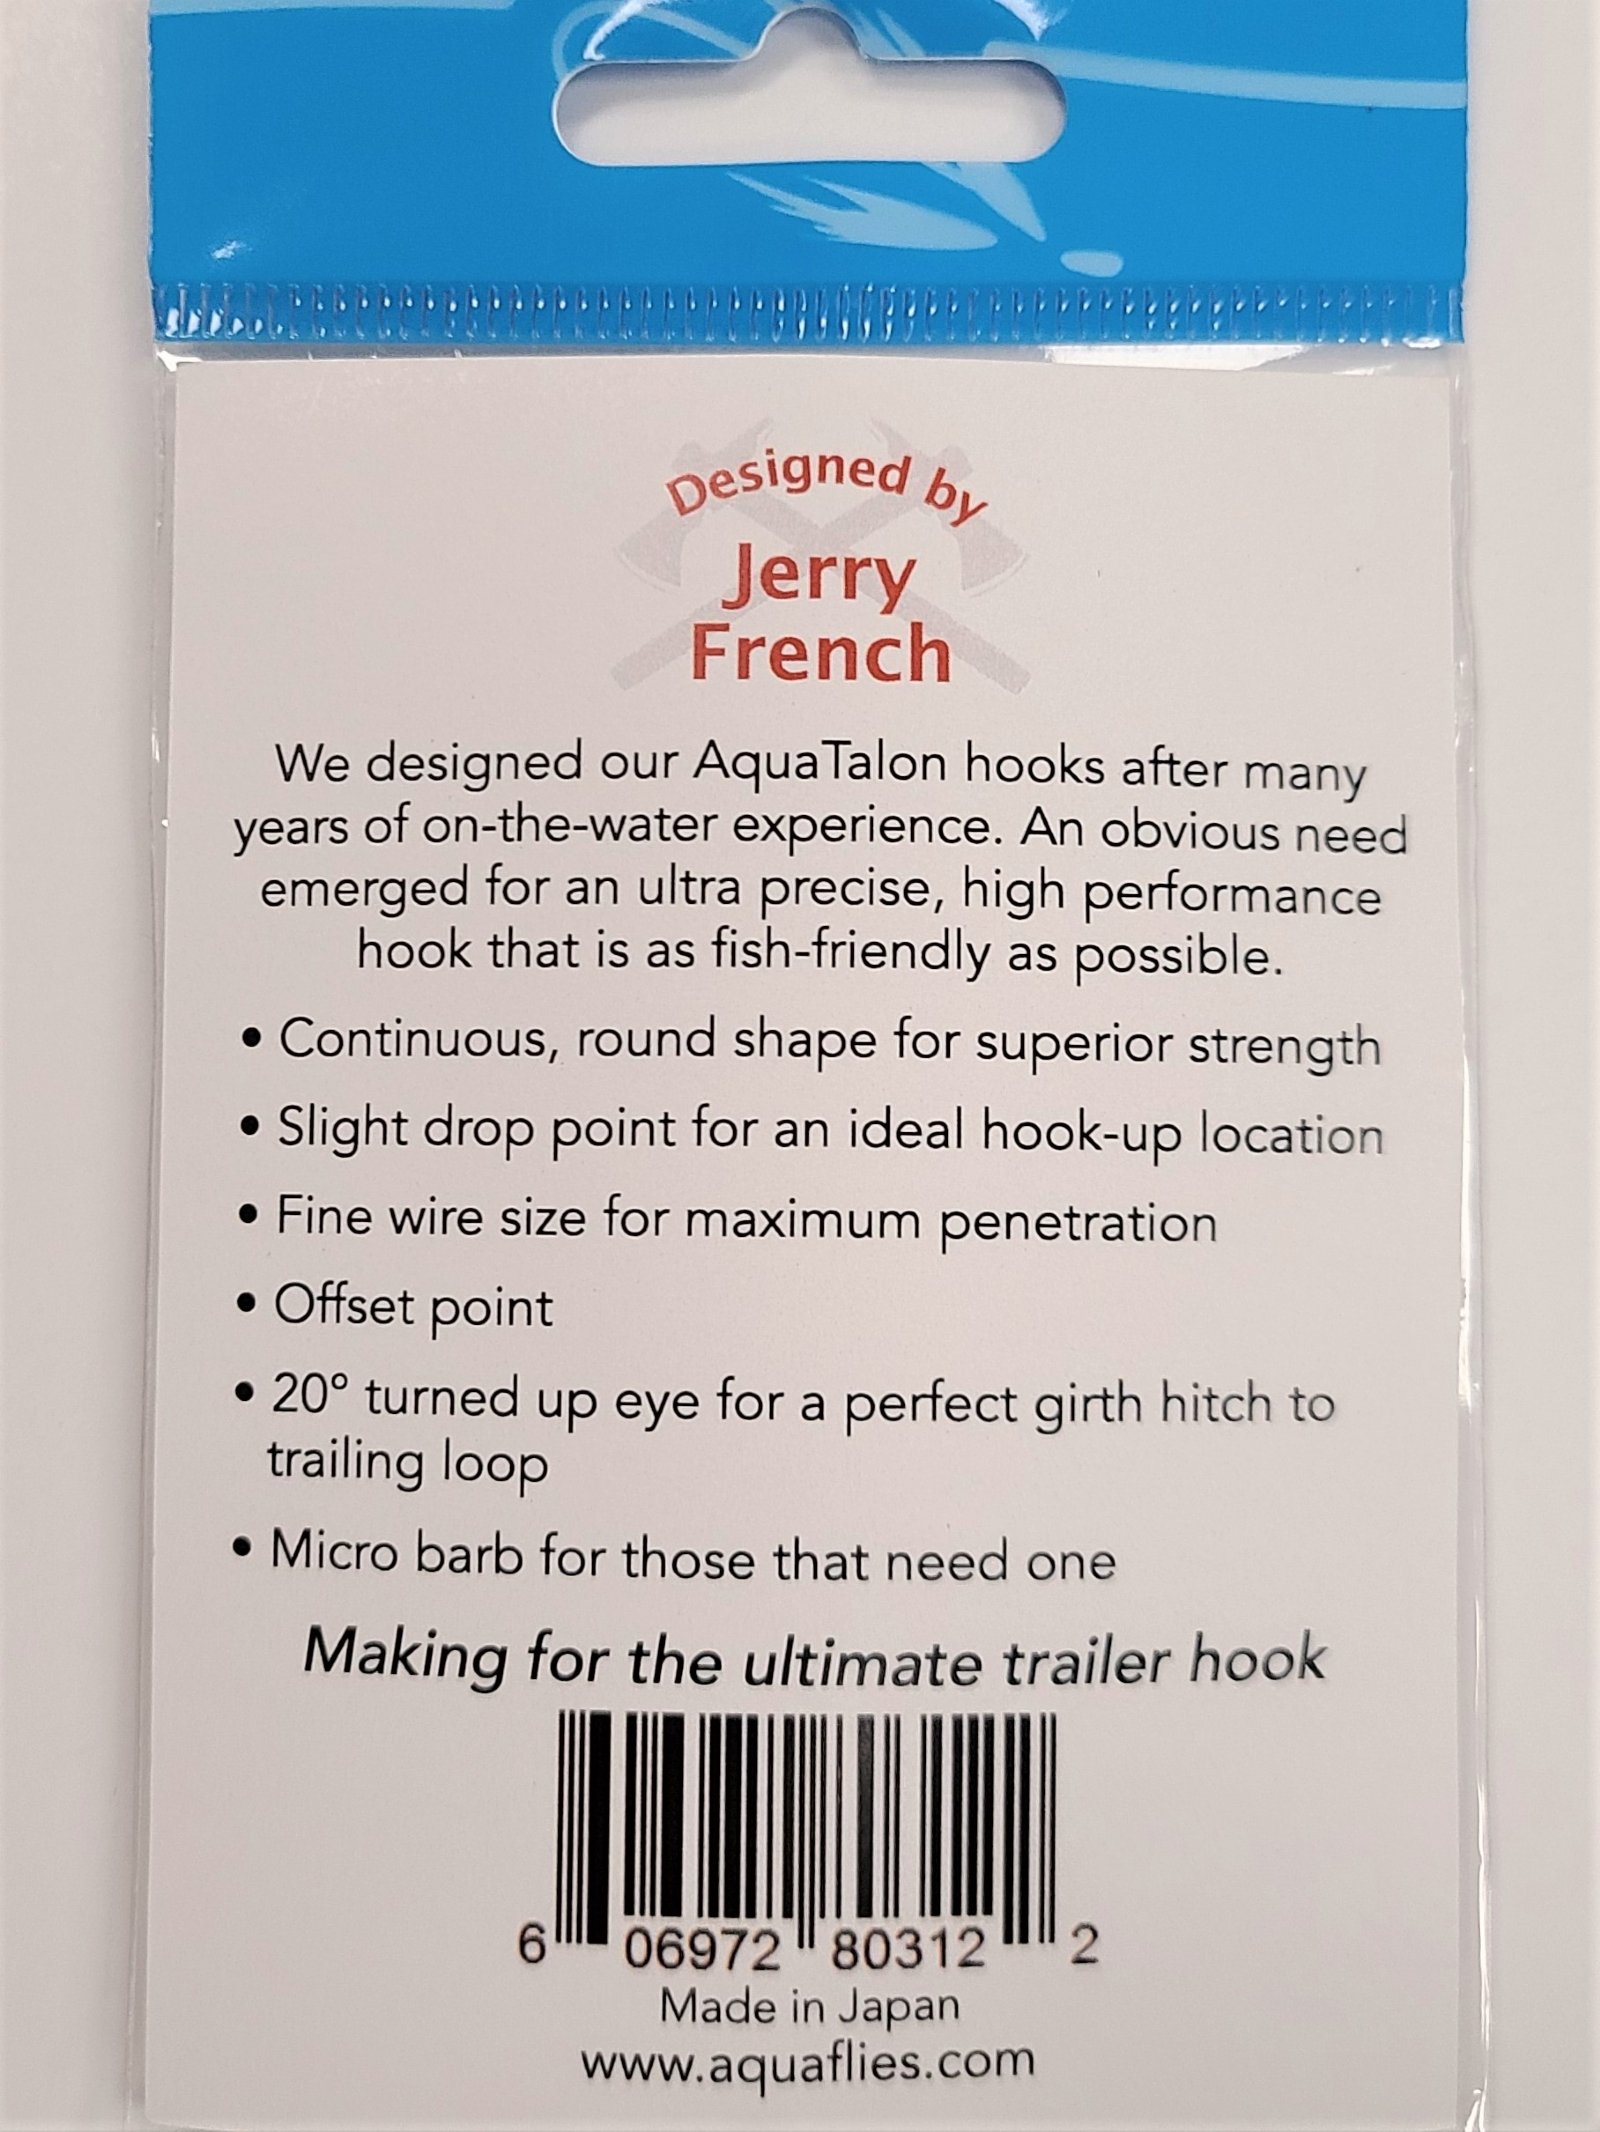 Designed by
Jerry
French
We designed our AquaTalon hooks after many
years of on-the-water experience. An obvious need
emerged for an ultra precise, high performance
hook that is as fish-friendly as possible.
• Continuous, round shape for superior strength
• Slight drop point for an ideal hook-up location
• Fine wire size for maximum penetration
• Offset point
• 20° turned up eye for a perfect girth hitch to
trailing loop
• Micro barb for those that need one
Making for the ultimate trailer hook
6 06972 80312 2
Made in Japan
www.aquaflies.com